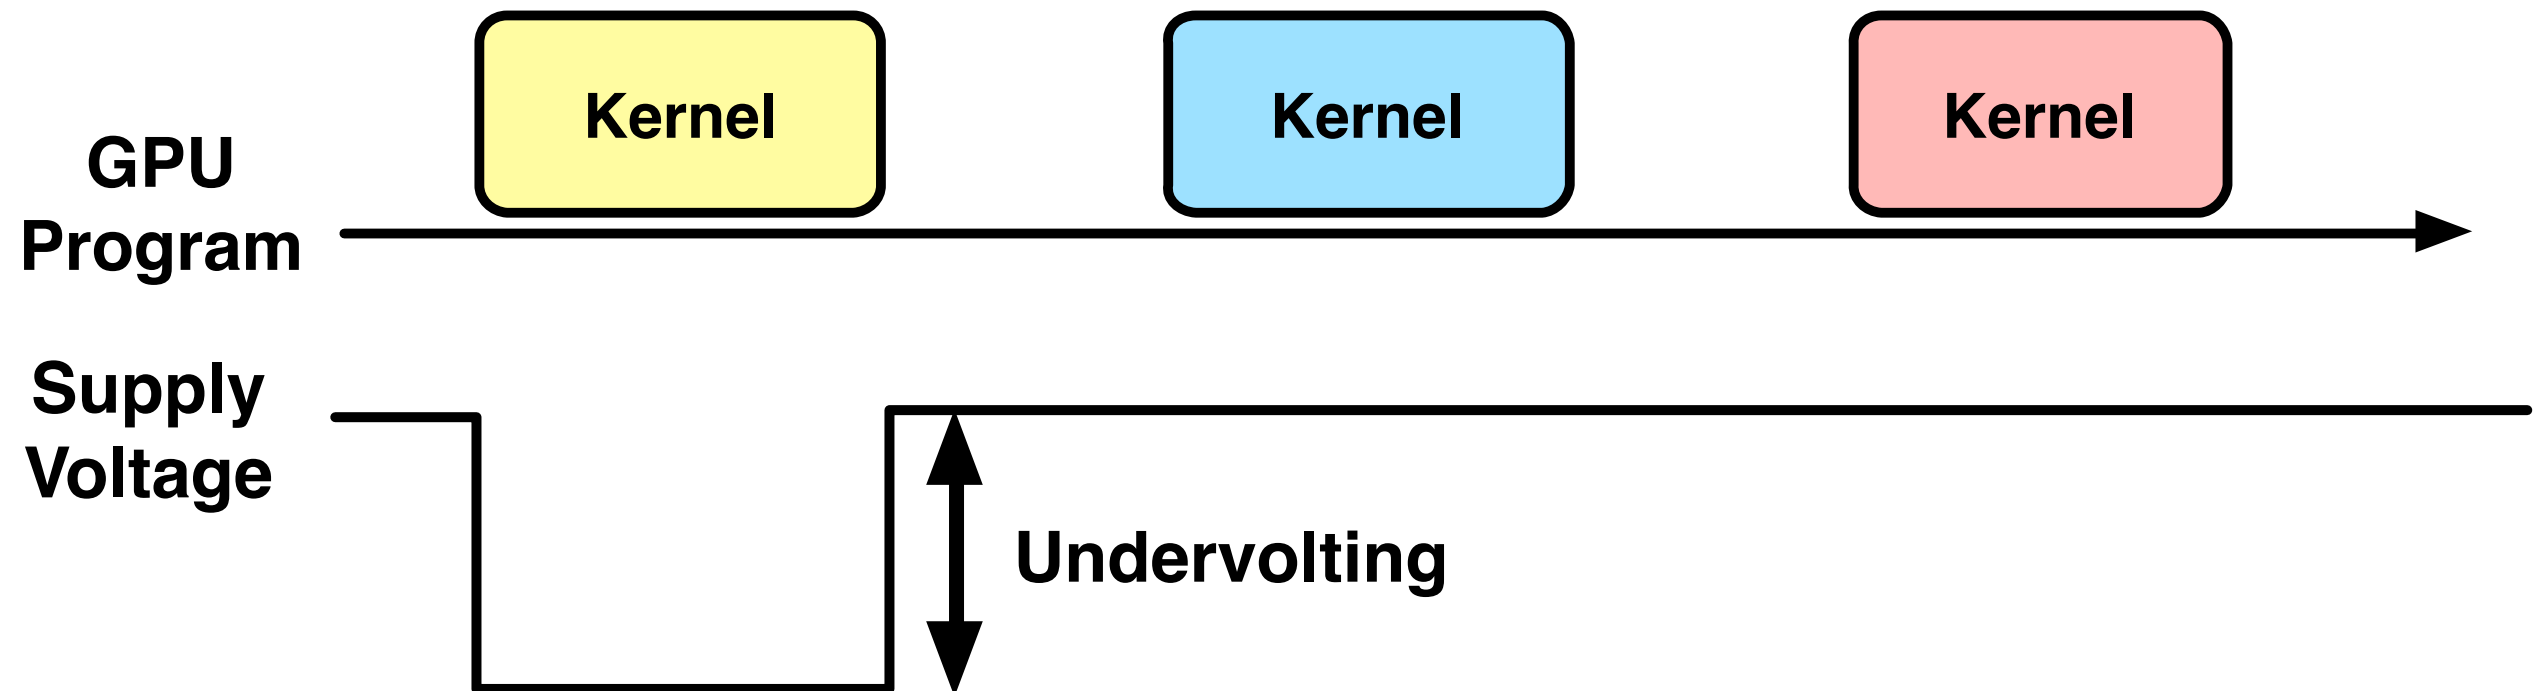 Kernel
Kernel
Kernel
GPU
Program
Supply
Voltage
Undervolting